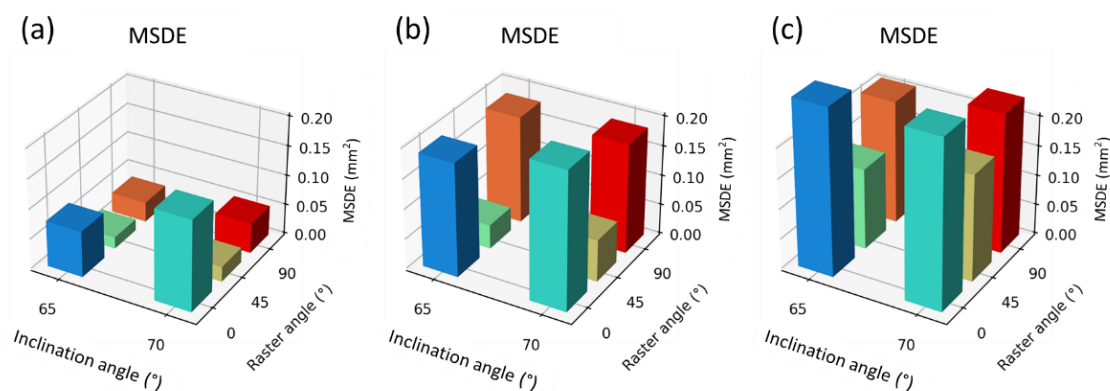 (a)
MSDE
0.20
0.15
0.10
0.05
0.00
MSDE (mm²)
65
70
Inclination angle (°)
0
45
90
Raster angle (°)
(b)
MSDE
0.20
0.15
0.10
0.05
0.00
MSDE (mm²)
65
70
Inclination angle (°)
0
45
90
Raster angle (°)
(c)
MSDE
0.20
0.15
0.10
0.05
0.00
MSDE (mm²)
65
70
Inclination angle (°)
0
45
90
Raster angle (°)